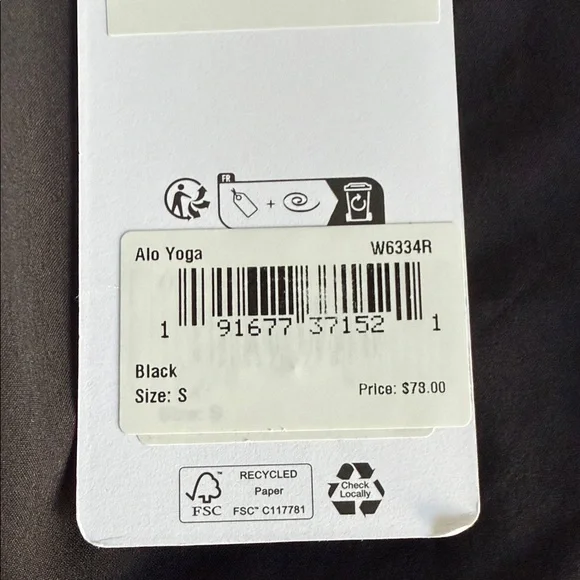 FR
+
Alo Yoga W6334R
1 91677 37152 1
Black
Size: S Price: $78.00
RECYCLED
Paper
FSC FSC™ C117781
Check
Locally